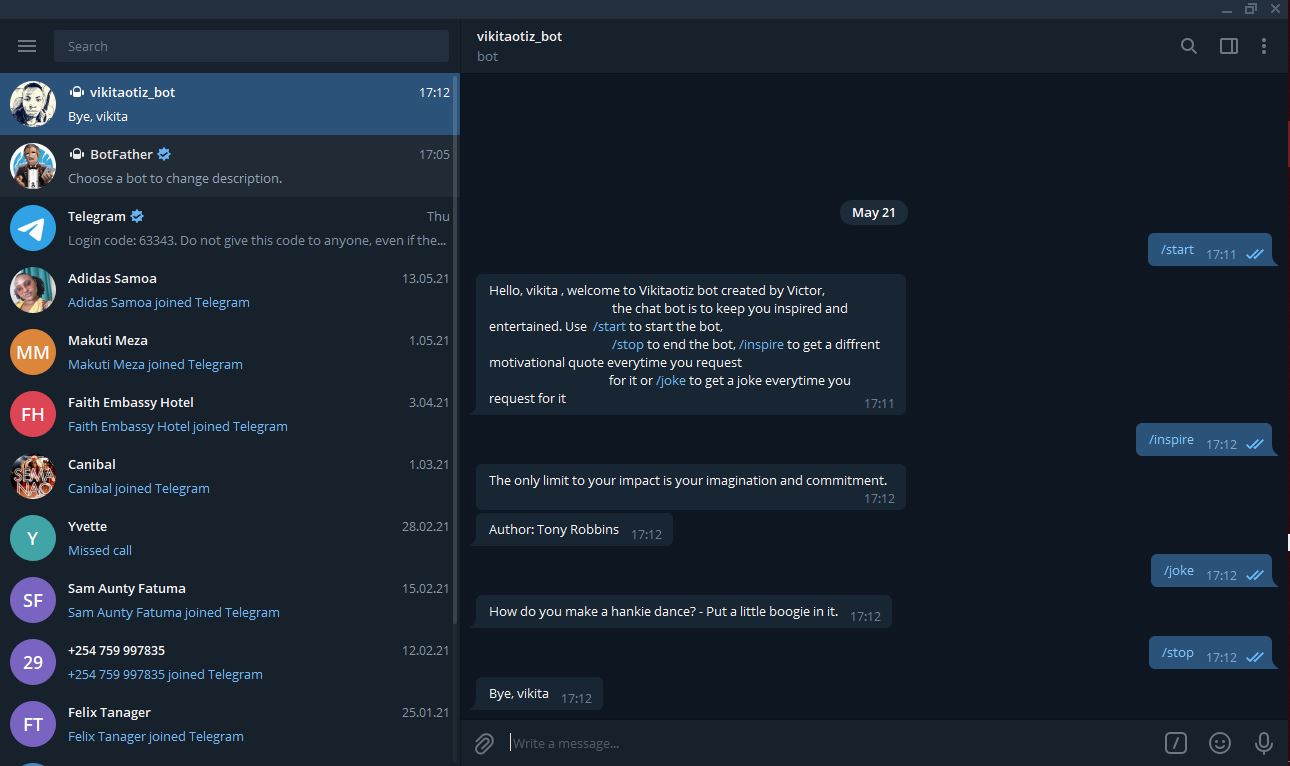 Search
vikitaotiz_bot 17:12
Bye, vikita
BotFather 17:05
Choose a bot to change description.
Telegram Thu
Login code: 63343. Do not give this code to anyone, even if the...
Adidas Samoa 13.05.21
Adidas Samoa joined Telegram
MM
Makuti Meza 1.05.21
Makuti Meza joined Telegram
FH
Faith Embassy Hotel 3.04.21
Faith Embassy Hotel joined Telegram
SEMA
NAO
Canibal 1.03.21
Canibal joined Telegram
Y
Yvette 28.02.21
Missed call
SF
Sam Aunty Fatuma 15.02.21
Sam Aunty Fatuma joined Telegram
29
+254 759 997835 12.02.21
+254 759 997835 joined Telegram
FT
Felix Tanager 25.01.21
Felix Tanager joined Telegram
vikitaotiz_bot
bot
May 21
/start 17:11
Hello, vikita , welcome to Vikitaotiz bot created by Victor,
the chat bot is to keep you inspired and
entertained. Use /start to start the bot,
/stop to end the bot, /inspire to get a diffrent
motivational quote everytime you request
for it or /joke to get a joke everytime you
request for it 17:11
/inspire 17:12
The only limit to your impact is your imagination and commitment.
17:12
Author: Tony Robbins 17:12
/joke 17:12
How do you make a hankie dance? - Put a little boogie in it. 17:12
/stop 17:12
Bye, vikita 17:12
Write a message...